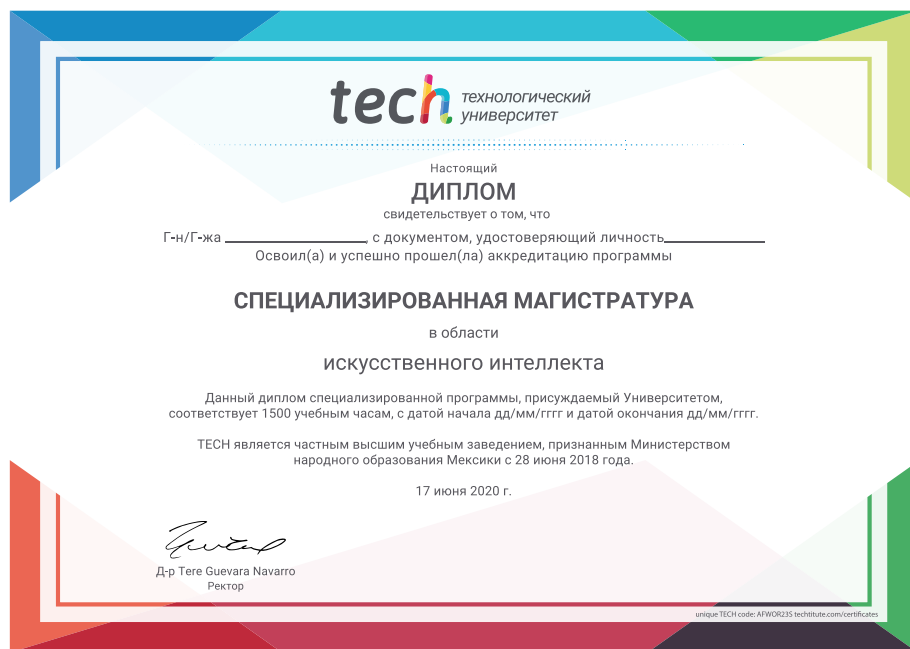 tech технологический
университет
Настоящий
ДИПЛОМ
свидетельствует о том, что
Г-н/Г-жа ____________________, с документом, удостоверяющий личность______________
Освоил(а) и успешно прошел(ла) аккредитацию программы
СПЕЦИАЛИЗИРОВАННАЯ МАГИСТРАТУРА
в области
искусственного интеллекта
Данный диплом специализированной программы, присуждаемый Университетом,
соответствует 1500 учебным часам, с датой начала дд/мм/гггг и датой окончания дд/мм/гггг.
TECH является частным высшим учебным заведением, признанным Министерством
народного образования Мексики с 28 июня 2018 года.
17 июня 2020 г.
Д-р Tere Guevara Navarro
Ректор
unique TECH code: AFWOR23S techtitute.com/certificates